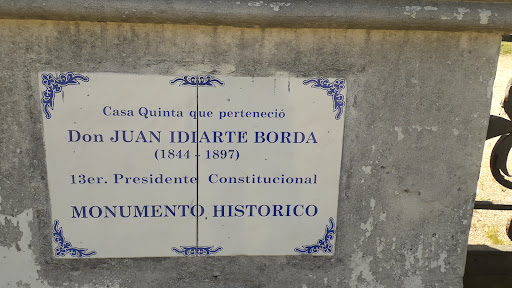 Casa Quinta que perteneció
Don JUAN IDIARTE BORDA
(1844 - 1897)
13er. Presidente Constitucional
MONUMENTO HISTORICO